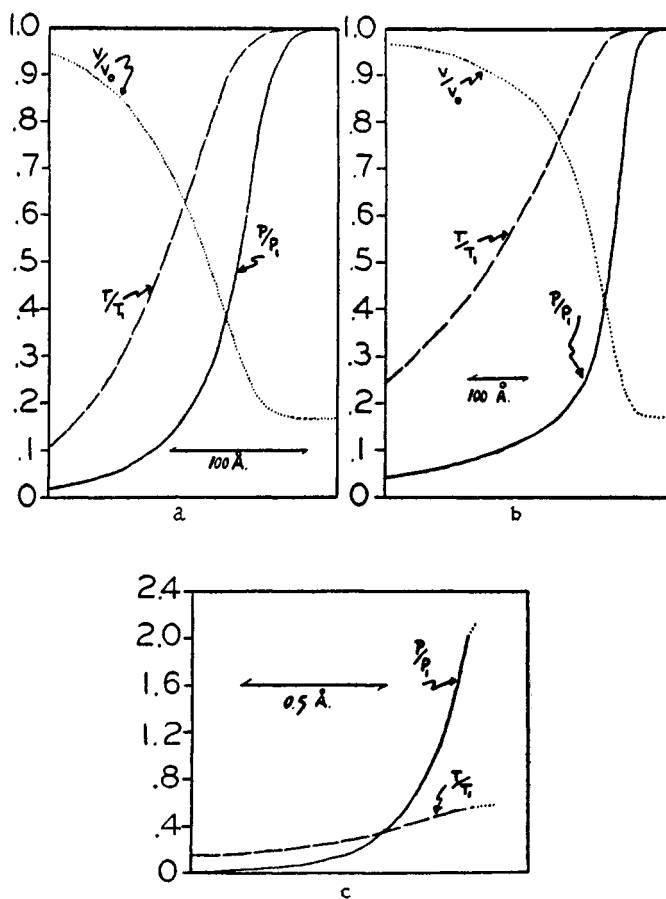 1.0
.9
.8
.7
.6
.5
.4
.3
.2
.1
0
V/V₀
T/T₁
P/P₁
100 Å.
a
1.0
.9
.8
.7
.6
.5
.4
.3
.2
.1
0
V/V₀
T/T₁
P/P₁
100 Å.
b
2.4
2.0
1.6
1.2
.8
.4
0
P/P₁
0.5 Å.
T/T₁
c